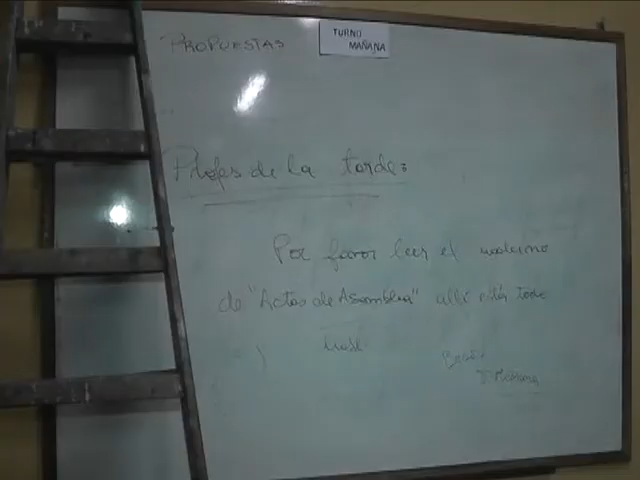 PROPUESTAS
TURNO
MAÑANA
Profes de la tarde:
Por favor leer el cuaderno
de "Actas de Asamblea" allí está todo
T. Mañana